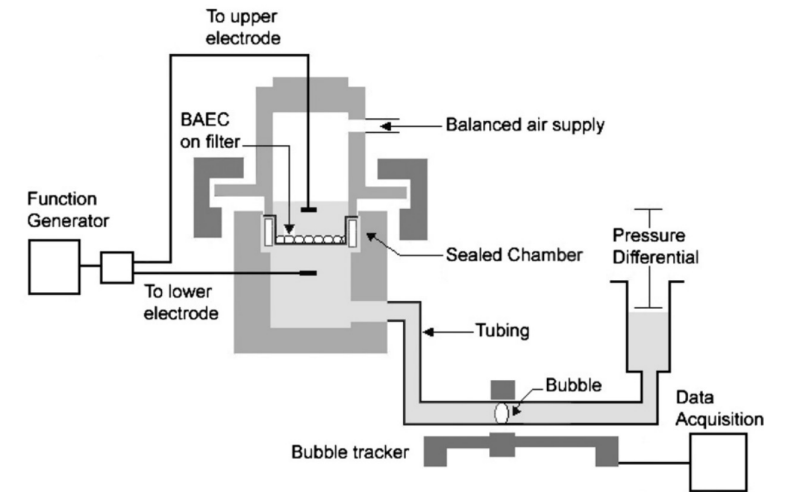 To upper
electrode
BAEC
on filter
Balanced air supply
Function
Generator
Pressure
Differential
Sealed Chamber
To lower
electrode
Tubing
Bubble
Data
Acquisition
Bubble tracker